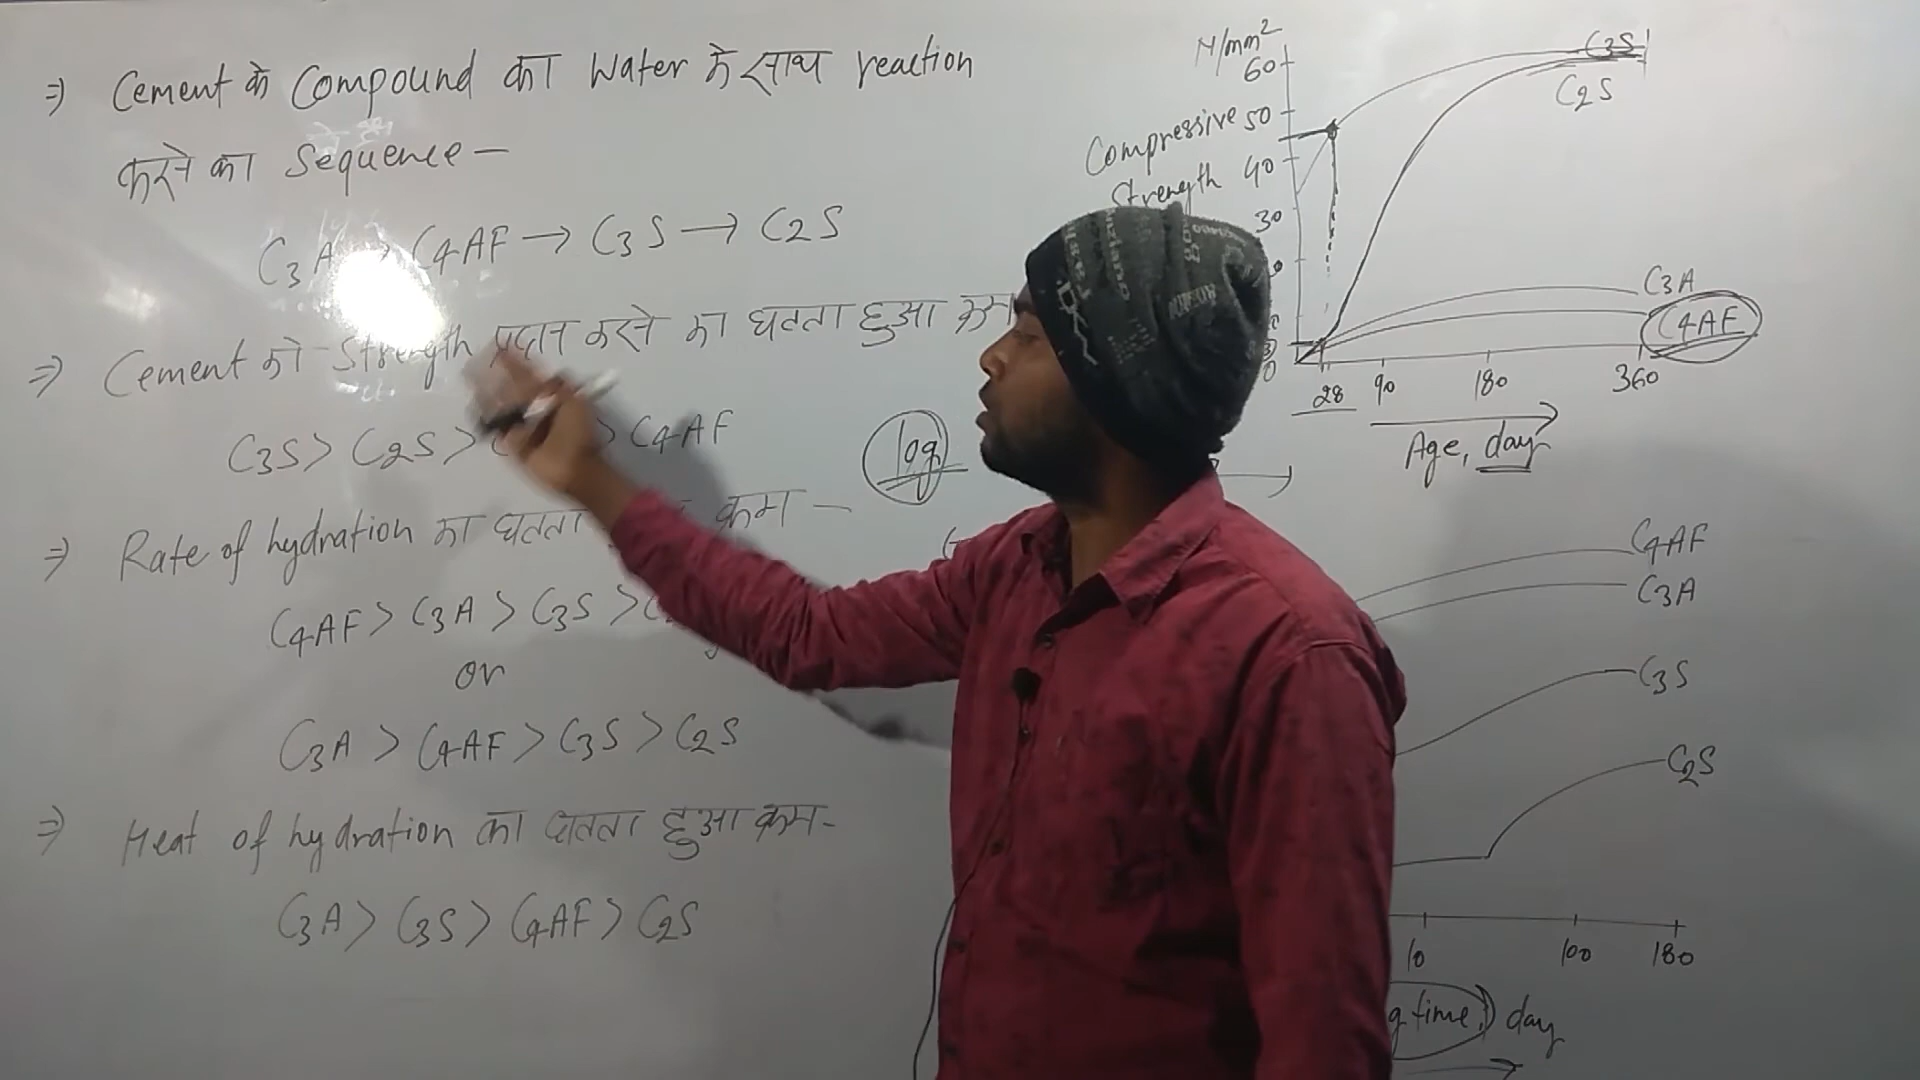 ⇒ Cement के Compound का Water के साथ reaction
करने का Sequence —
C3A → C4AF → C3S → C2S
⇒ Cement को Strength प्रदान करने का घटता हुआ क्रम
C3S > C2S > > C4AF
⇒ Rate of hydration का घटता क्रम —
C4AF > C3A > C3S >
or
C3A > C4AF > C3S > C2S
⇒ Heat of hydration का घटता हुआ क्रम -
C3A > C3S > C4AF > C2S
N/mm2
60
Compressive 50
Strength 40
30
0
C3S
C2S
C3A
C4AF
28 90 180 360
Age, day
log
C4AF
C3A
C3S
C2S
10 100 180
time) day